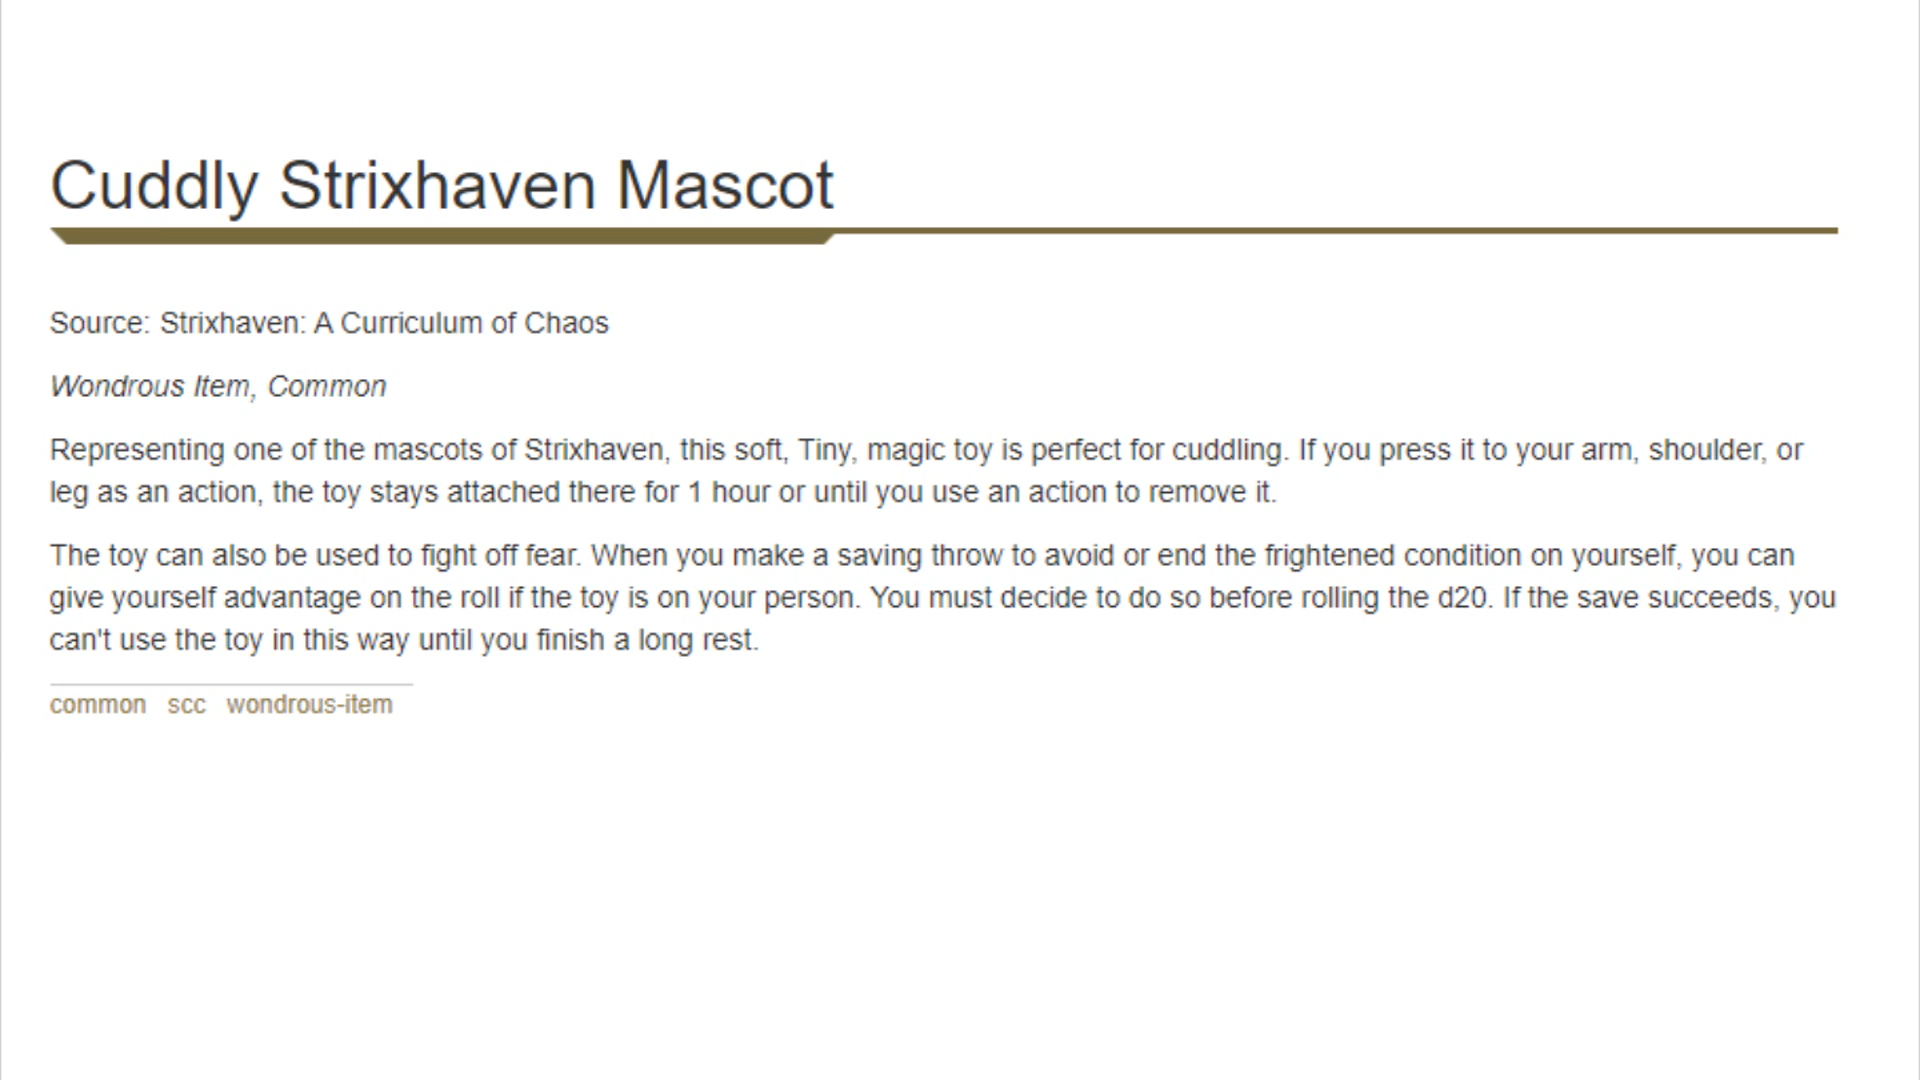 Cuddly Strixhaven Mascot
Source: Strixhaven: A Curriculum of Chaos
Wondrous Item, Common
Representing one of the mascots of Strixhaven, this soft, Tiny, magic toy is perfect for cuddling. If you press it to your arm, shoulder, or
leg as an action, the toy stays attached there for 1 hour or until you use an action to remove it.
The toy can also be used to fight off fear. When you make a saving throw to avoid or end the frightened condition on yourself, you can
give yourself advantage on the roll if the toy is on your person. You must decide to do so before rolling the d20. If the save succeeds, you
can't use the toy in this way until you finish a long rest.
common scc wondrous-item